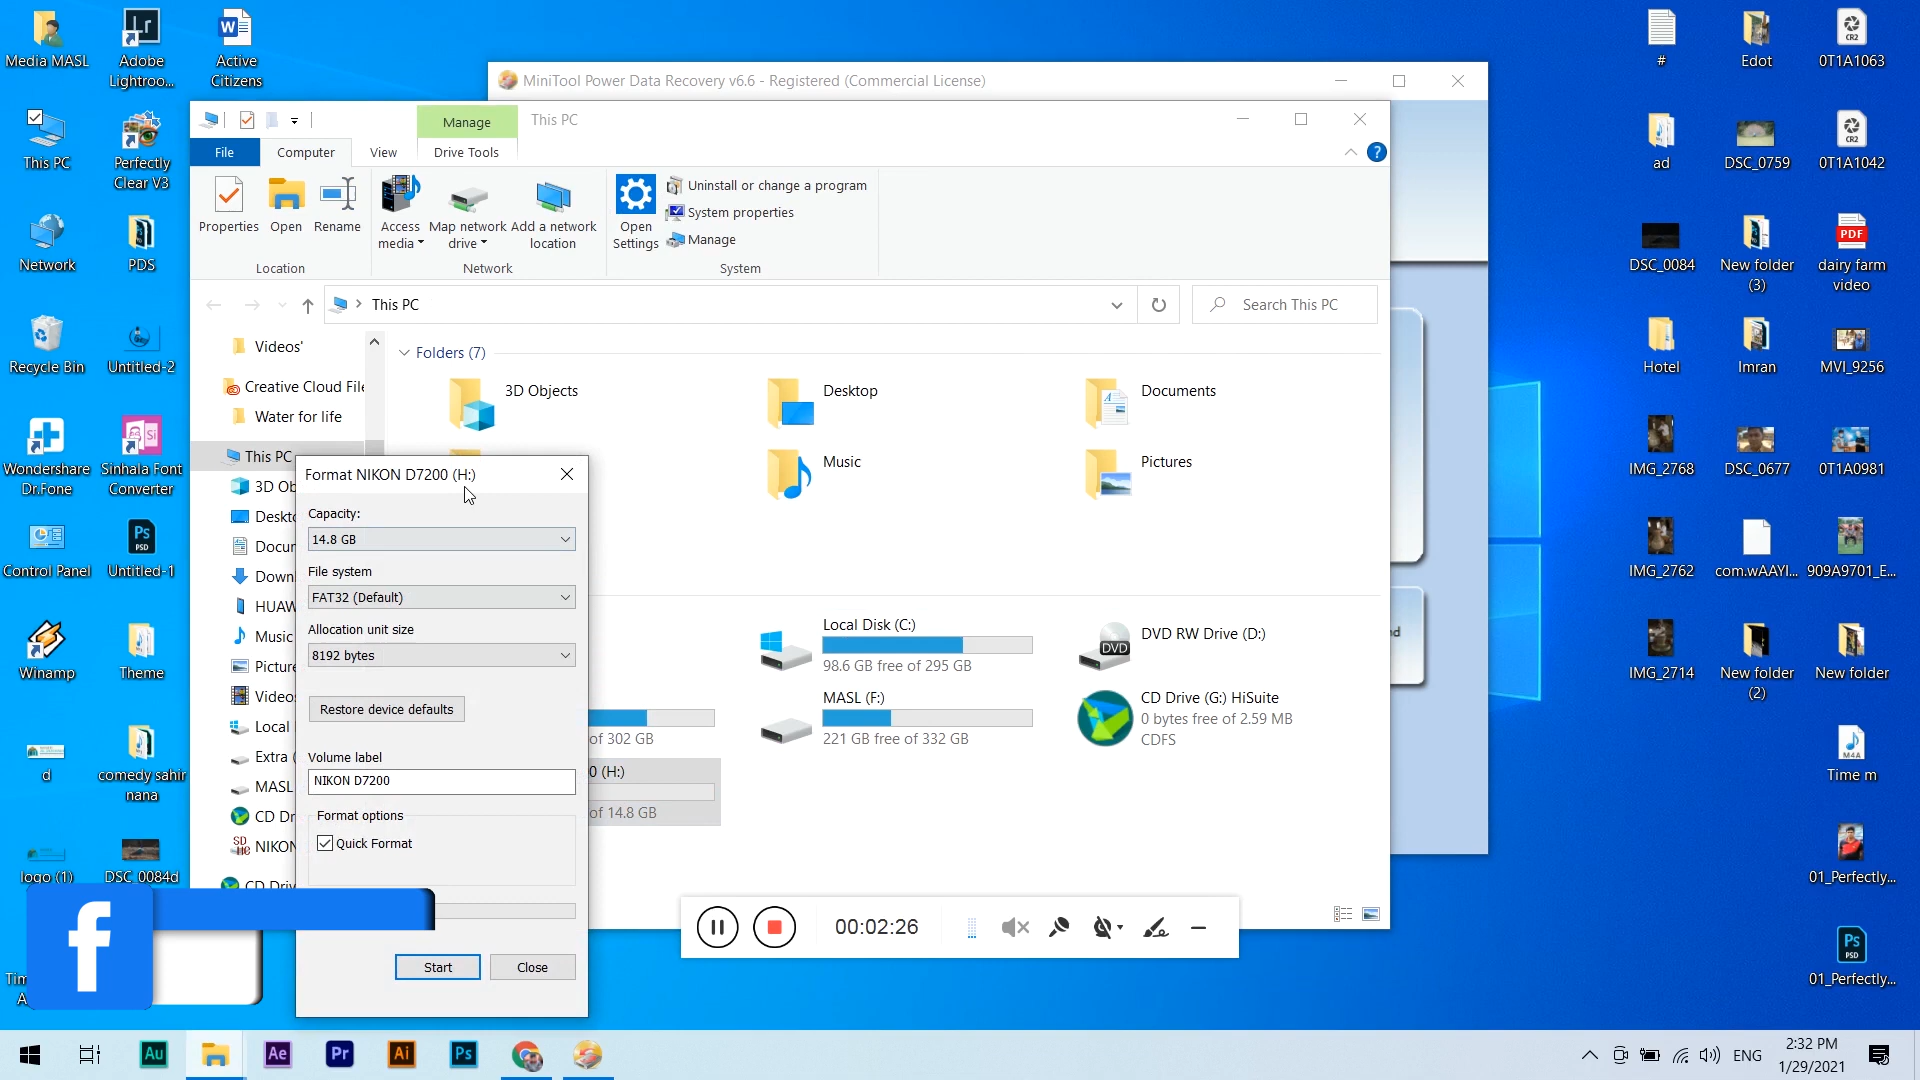 Media MASL
Adobe
Lightroo...
Active
Citizens
This PC
Perfectly
Clear V3
Network
PDS
Recycle Bin
Untitled-2
Wondershare
Dr.Fone
Sinhala Font
Converter
Control Panel
Untitled-1
Winamp
Theme
d
comedy sahir
nana
logo (1)
DSC_0084d
MiniTool Power Data Recovery v6.6 - Registered (Commercial License)
Manage
This PC
File
Computer
View
Drive Tools
Properties
Open
Rename
Access
media
Map network
drive
Add a network
location
Open
Settings
Uninstall or change a program
System properties
Manage
Location
Network
System
This PC
Search This PC
Videos'
Creative Cloud File
Water for life
This PC
3D Ob
Deskto
Docur
Downl
HUAW
Music
Picture
Videos
Local
Extra (
MASL
CD Dr
NIKON
CD Drive
Folders (7)
3D Objects
Desktop
Documents
Music
Pictures
Local Disk (C:)
98.6 GB free of 295 GB
DVD RW Drive (D:)
of 302 GB
MASL (F:)
221 GB free of 332 GB
CD Drive (G:) HiSuite
0 bytes free of 2.59 MB
CDFS
0 (H:)
of 14.8 GB
Format NIKON D7200 (H:)
Capacity:
14.8 GB
File system
FAT32 (Default)
Allocation unit size
8192 bytes
Restore device defaults
Volume label
NIKON D7200
Format options
Quick Format
Start
Close
00:02:26
#
Edot
0T1A1063
ad
DSC_0759
0T1A1042
DSC_0084
New folder
(3)
PDF
dairy farm
video
Hotel
Imran
MVI_9256
IMG_2768
DSC_0677
0T1A0981
IMG_2762
com.wAAYI...
909A9701_E...
IMG_2714
New folder
(2)
New folder
Time m
01_Perfectly...
01_Perfectly...
ENG
2:32 PM
1/29/2021